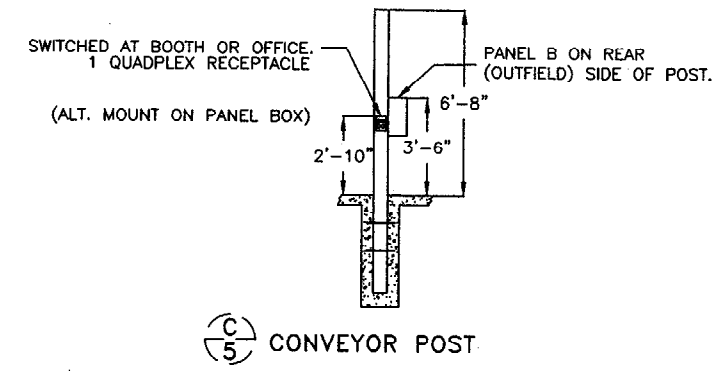 SWITCHED AT BOOTH OR OFFICE.
1 QUADPLEX RECEPTACLE
(ALT. MOUNT ON PANEL BOX)
PANEL B ON REAR
(OUTFIELD) SIDE OF POST.
6'-8"
3'-6"
2'-10"
C
5
CONVEYOR POST